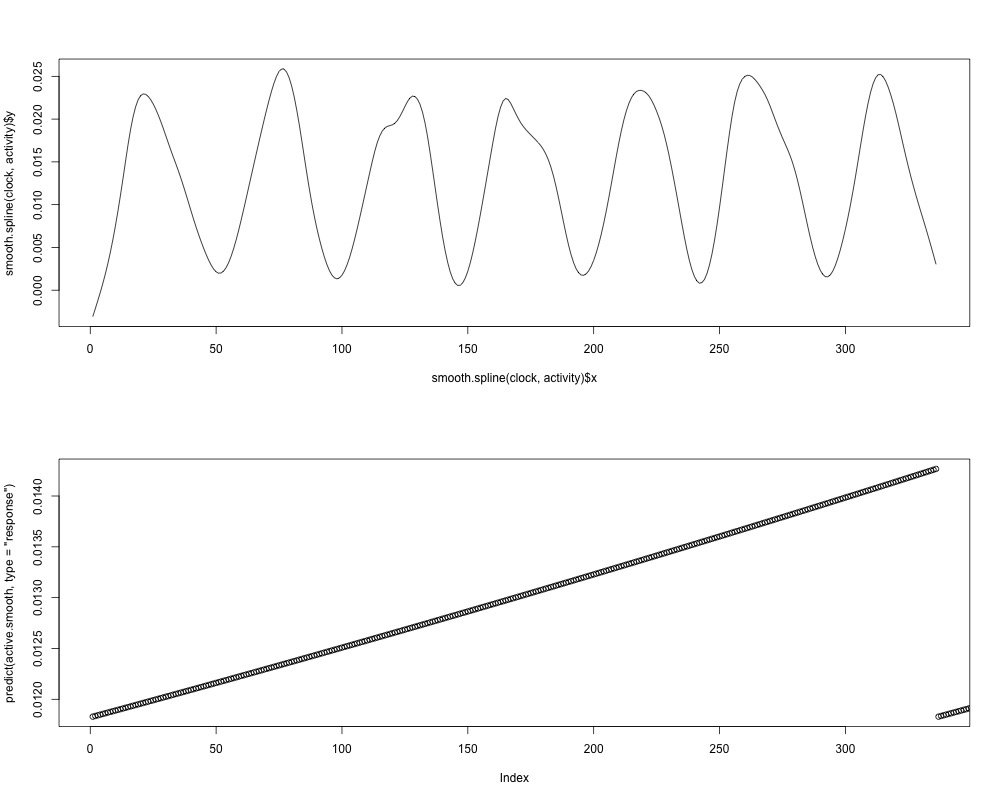 smooth.spline(clock, activity)$y
0.025
0.020
0.015
0.010
0.005
0.000
0 50 100 150 200 250 300
smooth.spline(clock, activity)$x
predict(active.smooth, type = "response")
0.0140
0.0135
0.0130
0.0125
0.0120
0 50 100 150 200 250 300
Index